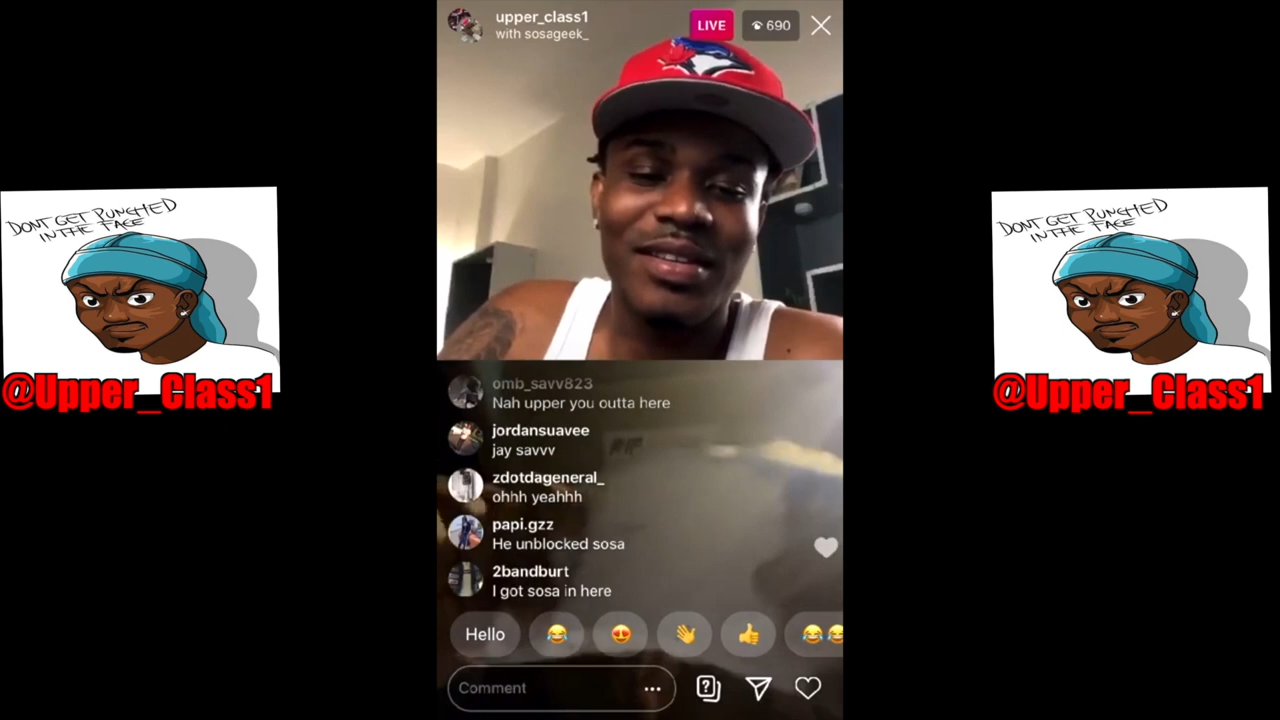 upper_class1
with sosageek_
LIVE
690
DONT GET PUNCHED
IN THE FACE
@Upper_Class1
omb_savv823
Nah upper you outta here
jordansuavee
jay savvv
zdotdageneral_
ohhh yeahhh
papi.gzz
He unblocked sosa
2bandburt
I got sosa in here
Hello
Comment
DONT GET PUNCHED
IN THE FACE
@Upper_Class1